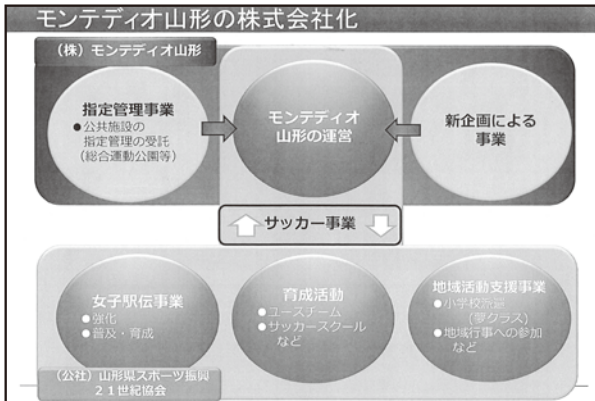 モンテディオ山形の株式会社化
（株）モンテディオ山形
指定管理事業
●公共施設の
指定管理の受託
（総合運動公園等）
モンテディオ
山形の運営
新企画による
事業
サッカー事業
女子駅伝事業
●強化
●普及・育成
育成活動
●ユースチーム
●サッカースクール
など
地域活動支援事業
●小学校派遣
（夢クラス）
●地域行事への参加
など
（公社）山形県スポーツ振興
２１世紀協会